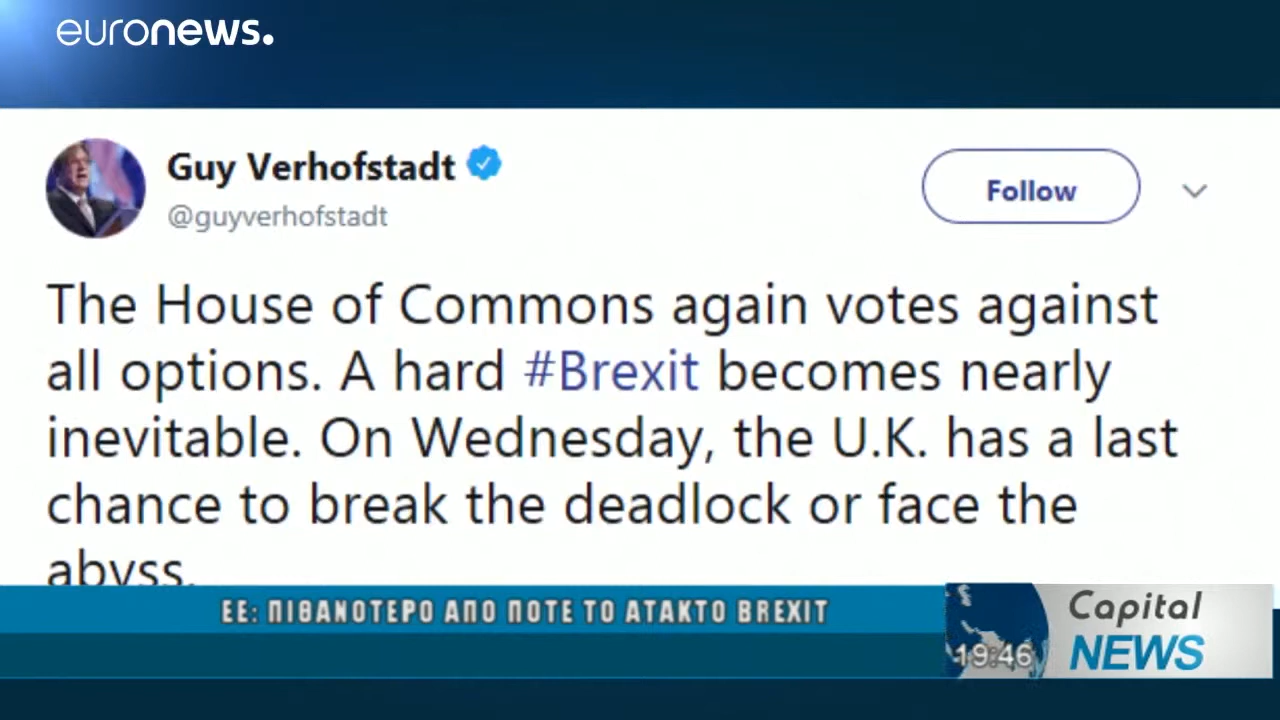 euronews.
Guy Verhofstadt
@guyverhofstadt
Follow
The House of Commons again votes against
all options. A hard #Brexit becomes nearly
inevitable. On Wednesday, the U.K. has a last
chance to break the deadlock or face the
abyss.
ΕΕ: ΠΙΘΑΝΟΤΕΡΟ ΑΠΟ ΠΟΤΕ ΤΟ ΑΤΑΚΤΟ BREXIT
Capital
NEWS
19:46